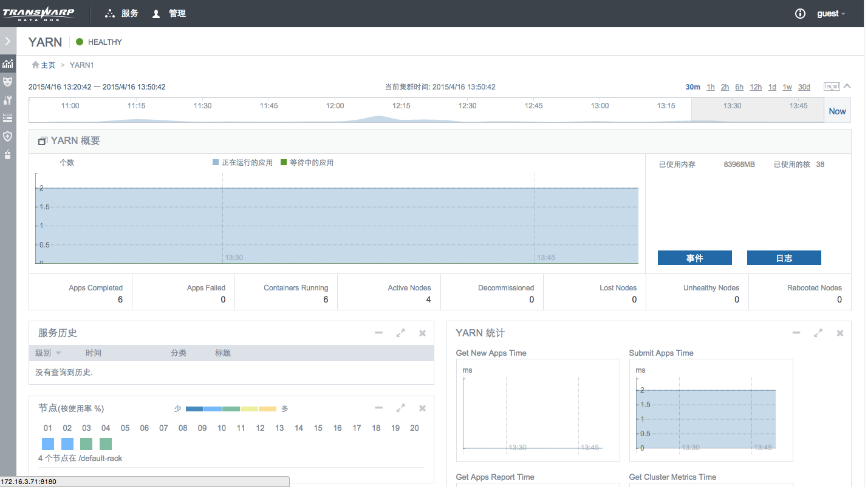 TRANSWARP
DATA HUB
服务
管理
guest
YARN
HEALTHY
主页 > YARN1
2015/4/16 13:20:42 — 2015/4/16 13:50:42
当前集群时间: 2015/4/16 13:50:42
30m 1h 2h 6h 12h 1d 1w 30d
11:00 11:15 11:30 11:45 12:00 12:15 12:30 12:45 13:00 13:15 13:30 13:45
Now
YARN 概要
个数
正在运行的应用 等待中的应用
2
1.5
1
0.5
0
13:30 13:45
已使用内存 83968MB 已使用的核 38
事件 日志
Apps Completed
6
Apps Failed
0
Containers Running
6
Active Nodes
4
Decommissioned
0
Lost Nodes
0
Unhealthy Nodes
0
Rebooted Nodes
0
服务历史
级别 时间 分类 标题
没有查询到历史.
节点(核使用率 %)
少 多
01 02 03 04 05 06 07 08 09 10 11 12 13 14 15 16 17 18 19 20
4 个节点在 /default-rack
YARN 统计
Get New Apps Time
ms
13:30 13:45
Submit Apps Time
ms
2
1.5
1
0.5
0
13:30 13:45
Get Apps Report Time
Get Cluster Metrics Time
172.16.3.71:8180